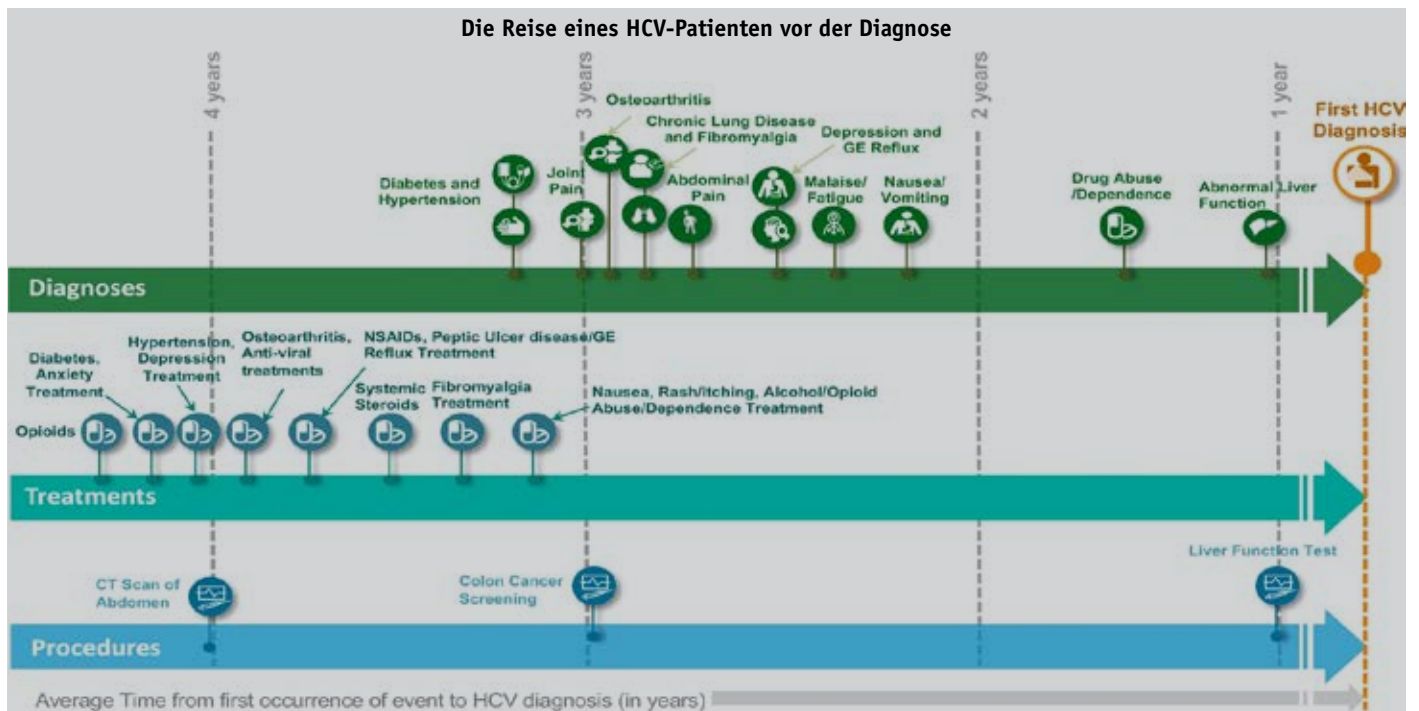 Die Reise eines HCV-Patienten vor der Diagnose
4 years
3 years
2 years
1 year
First HCV
Diagnosis
Osteoarthritis
Chronic Lung Disease
and Fibromyalgia
Depression and
GE Reflux
Diabetes and
Hypertension
Joint
Pain
Abdominal
Pain
Malaise/
Fatigue
Nausea/
Vomiting
Drug Abuse
/Dependence
Abnormal Liver
Function
Diagnoses
Diabetes,
Anxiety
Treatment
Hypertension,
Depression
Treatment
Osteoarthritis,
Anti-viral
treatments
NSAIDs, Peptic Ulcer disease/GE
Reflux Treatment
Systemic
Steroids
Fibromyalgia
Treatment
Nausea, Rash/itching, Alcohol/Opioid
Abuse/Dependence Treatment
Opioids
Treatments
CT Scan of
Abdomen
Colon Cancer
Screening
Liver Function Test
Procedures
Average Time from first occurrence of event to HCV diagnosis (in years)